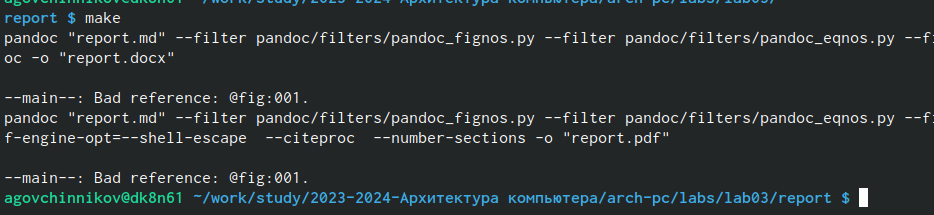 agovchinnikov@dk8n61 ~/work/study/2023-2024-Архитектура компьютера/arch-pc/labs/lab03/
report $ make
pandoc "report.md" --filter pandoc/filters/pandoc_fignos.py --filter pandoc/filters/pandoc_eqnos.py --fi
oc -o "report.docx"
--main--: Bad reference: @fig:001.
pandoc "report.md" --filter pandoc/filters/pandoc_fignos.py --filter pandoc/filters/pandoc_eqnos.py --fi
f-engine-opt=--shell-escape  --citeproc  --number-sections -o "report.pdf"
--main--: Bad reference: @fig:001.
agovchinnikov@dk8n61 ~/work/study/2023-2024-Архитектура компьютера/arch-pc/labs/lab03/report $